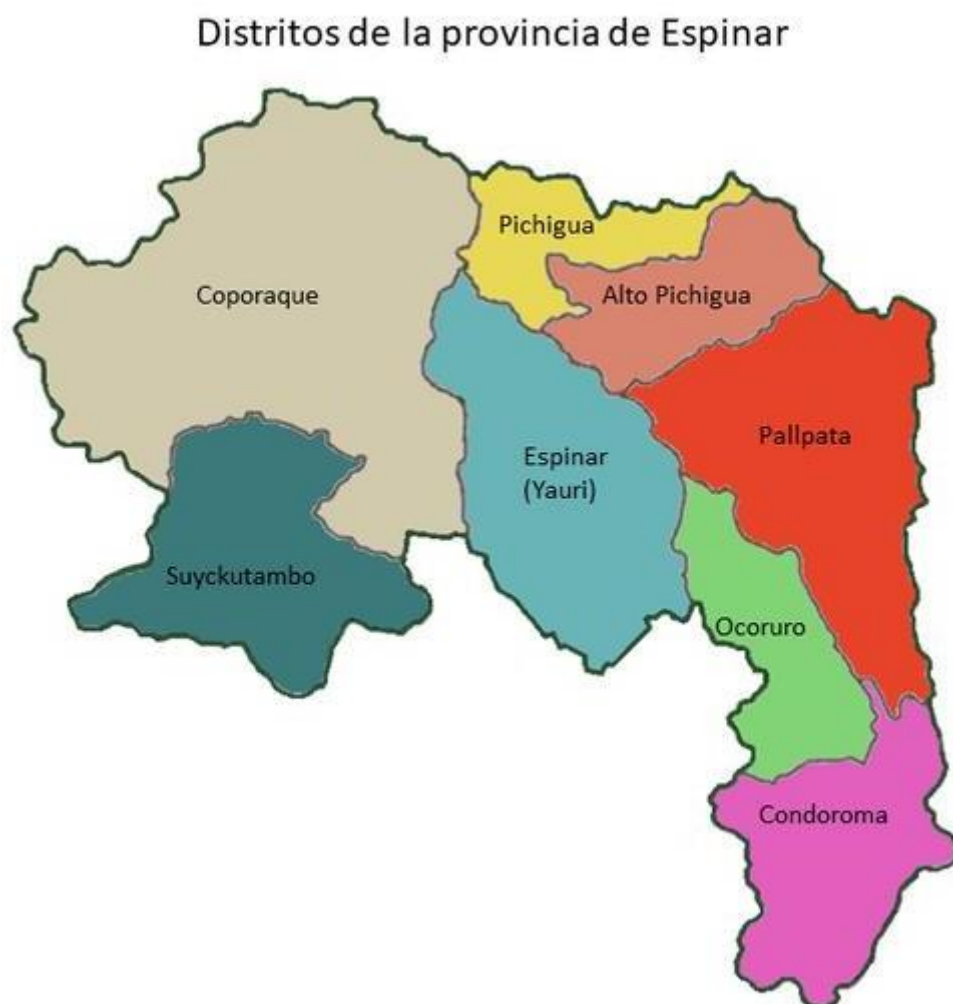 Distritos de la provincia de Espinar
Pichigua
Coporaque
Alto Pichigua
Pallpata
Espinar
(Yauri)
Suyckutambo
Ocoruro
Condoroma